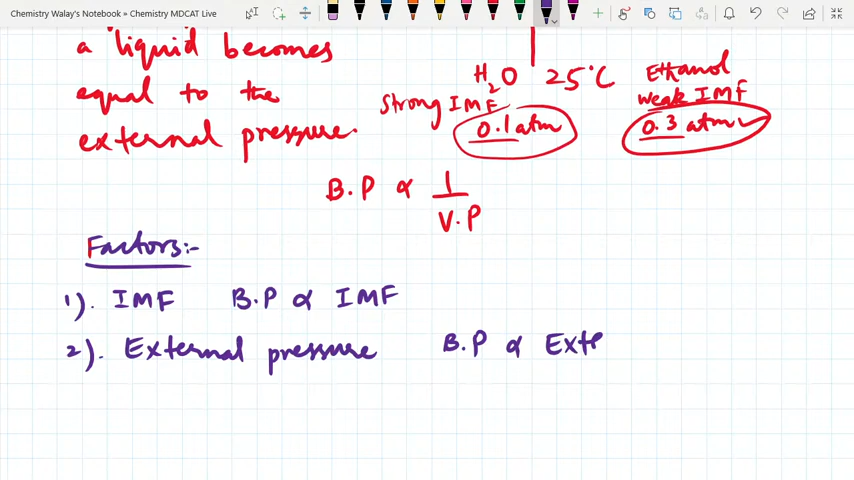 Chemistry Walay's Notebook » Chemistry MDCAT Live
a liquid becomes
equal to the
external pressure.
H2O 25°C Ethanol
Strong IMF weak IMF
0.1 atm 0.3 atm
B.P ∝ 1/V.P
Factors:-
1). IMF B.P ∝ IMF
2). External pressure B.P ∝ Exte